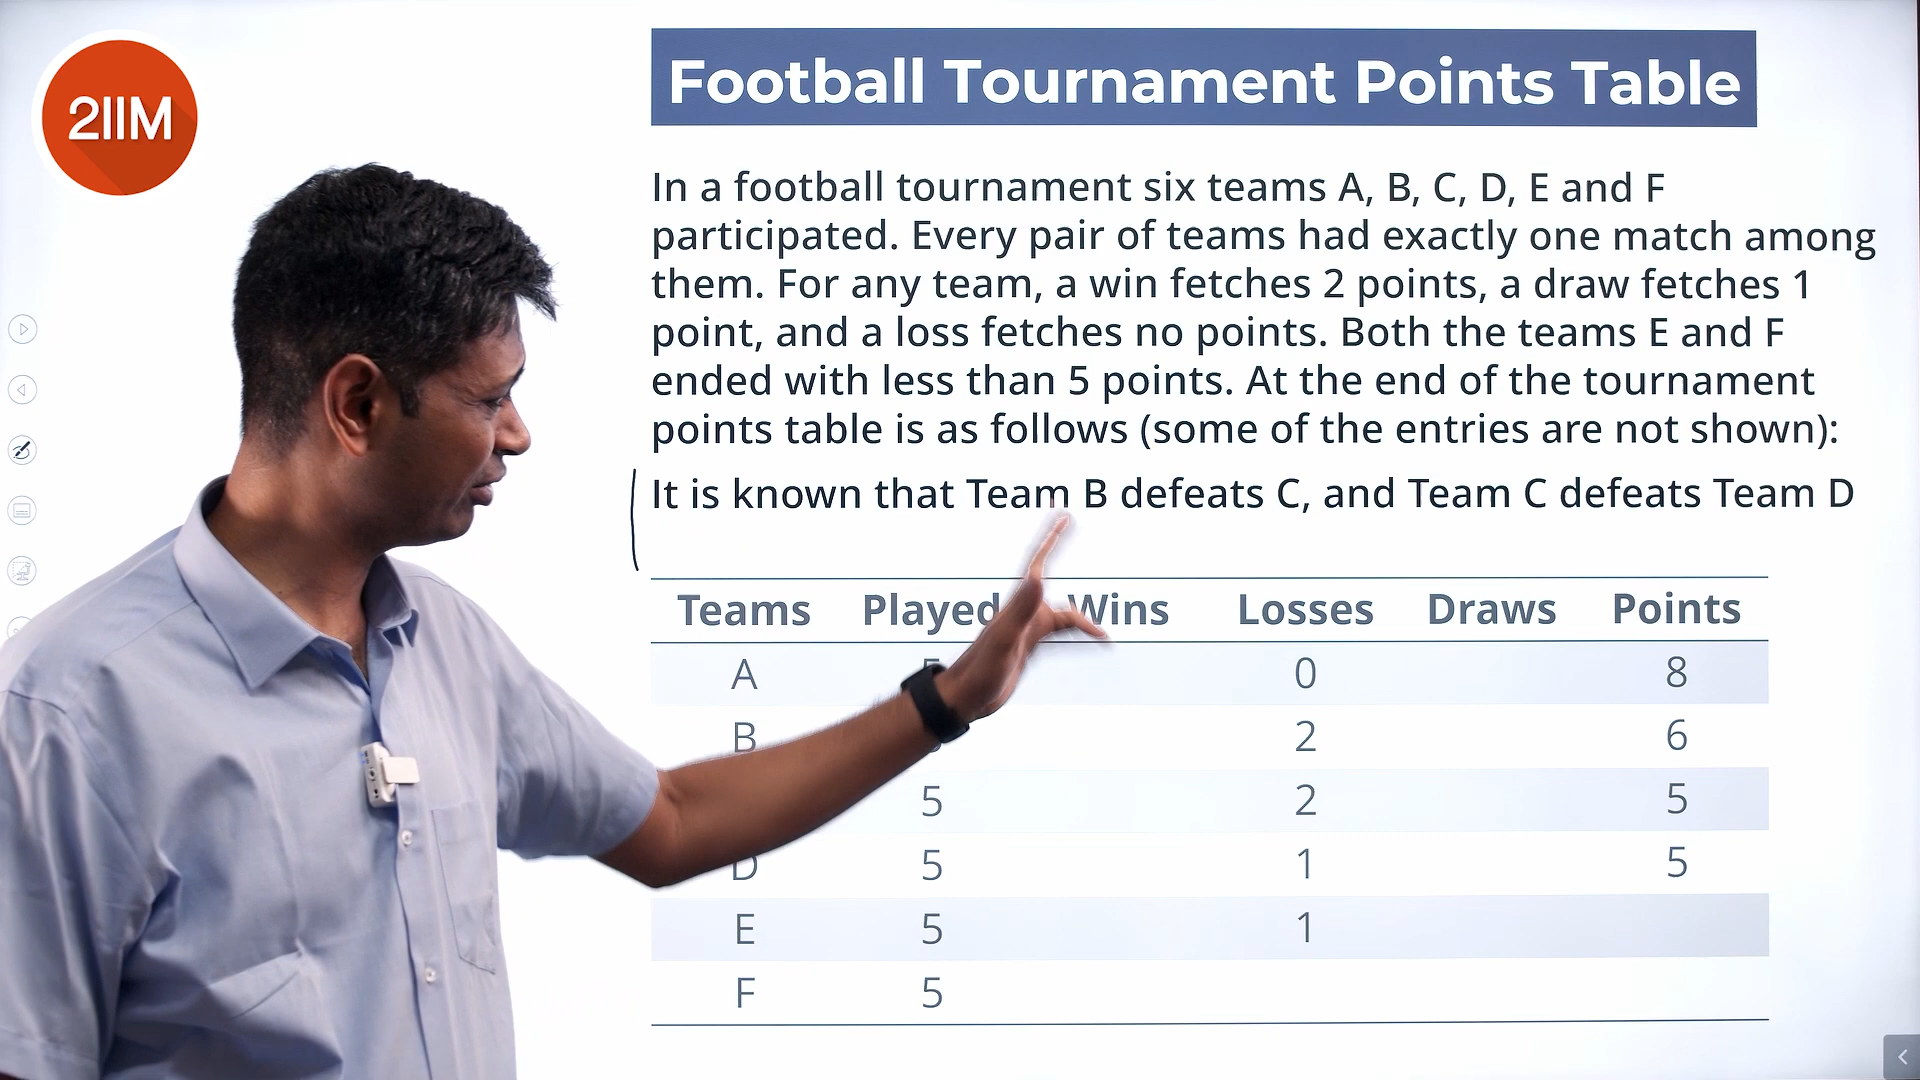 2IIM
Football Tournament Points Table
In a football tournament six teams A, B, C, D, E and F
participated. Every pair of teams had exactly one match among
them. For any team, a win fetches 2 points, a draw fetches 1
point, and a loss fetches no points. Both the teams E and F
ended with less than 5 points. At the end of the tournament
points table is as follows (some of the entries are not shown):
It is known that Team B defeats C, and Team C defeats Team D
Teams Played Wins Losses Draws Points
A 0 8
B 2 6
5 2 5
D 5 1 5
E 5 1
F 5